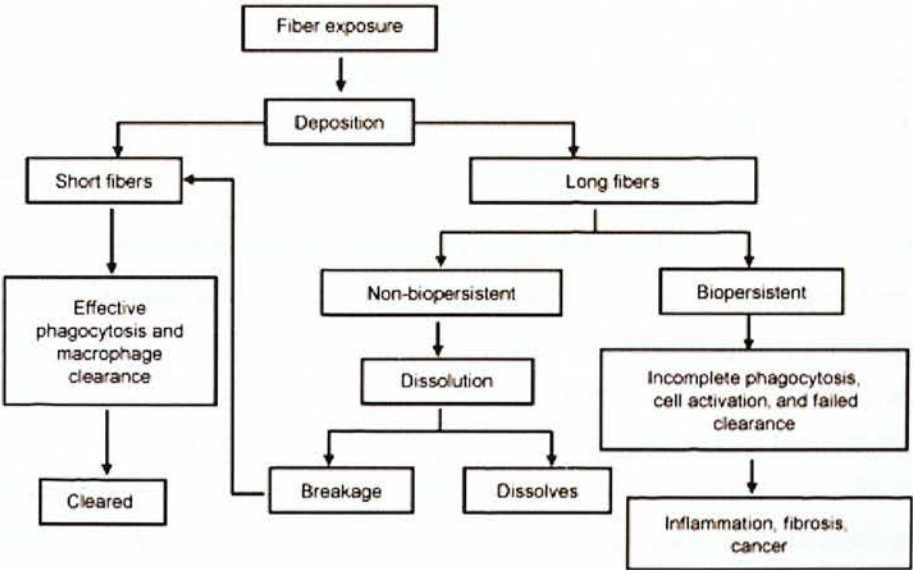 Fiber exposure
Deposition
Short fibers
Long fibers
Non-biopersistent
Biopersistent
Effective
phagocytosis and
macrophage
clearance
Dissolution
Incomplete phagocytosis,
cell activation, and failed
clearance
Breakage
Dissolves
Cleared
Inflammation, fibrosis,
cancer